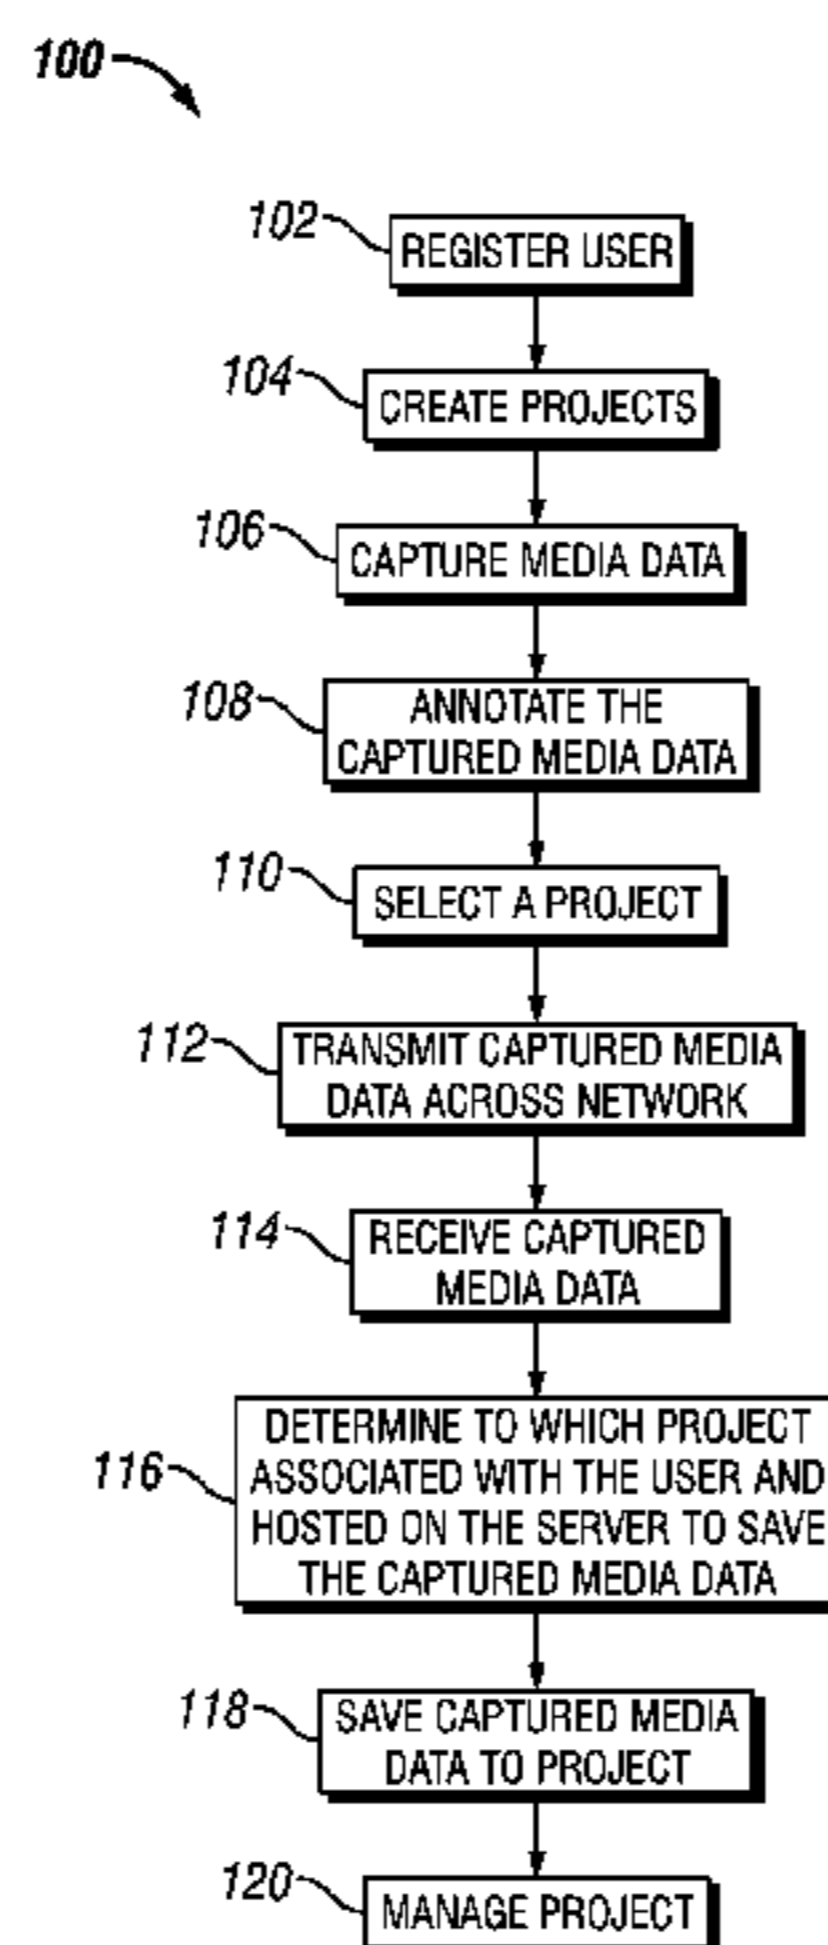 100
102
REGISTER USER
104
CREATE PROJECTS
106
CAPTURE MEDIA DATA
108
ANNOTATE THE
CAPTURED MEDIA DATA
110
SELECT A PROJECT
112
TRANSMIT CAPTURED MEDIA
DATA ACROSS NETWORK
114
RECEIVE CAPTURED
MEDIA DATA
116
DETERMINE TO WHICH PROJECT
ASSOCIATED WITH THE USER AND
HOSTED ON THE SERVER TO SAVE
THE CAPTURED MEDIA DATA
118
SAVE CAPTURED MEDIA
DATA TO PROJECT
120
MANAGE PROJECT